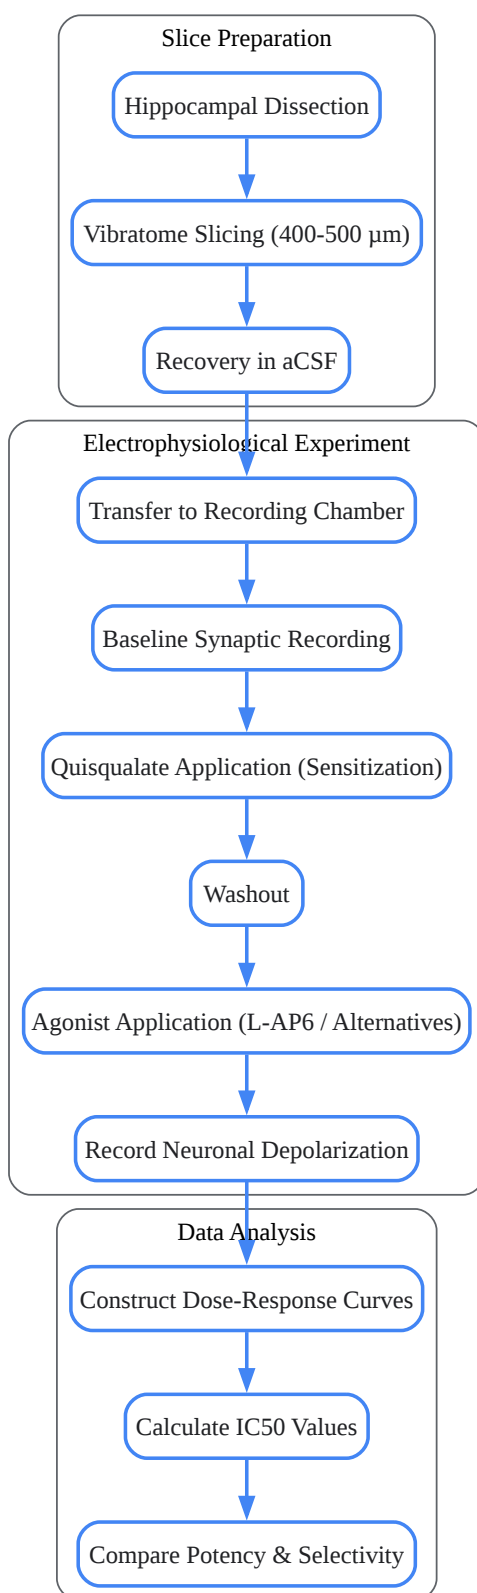 Slice Preparation
Hippocampal Dissection
Vibratome Slicing (400-500 µm)
Recovery in aCSF
Electrophysiological Experiment
Transfer to Recording Chamber
Baseline Synaptic Recording
Quisqualate Application (Sensitization)
Washout
Agonist Application (L-AP6 / Alternatives)
Record Neuronal Depolarization
Data Analysis
Construct Dose-Response Curves
Calculate IC50 Values
Compare Potency & Selectivity